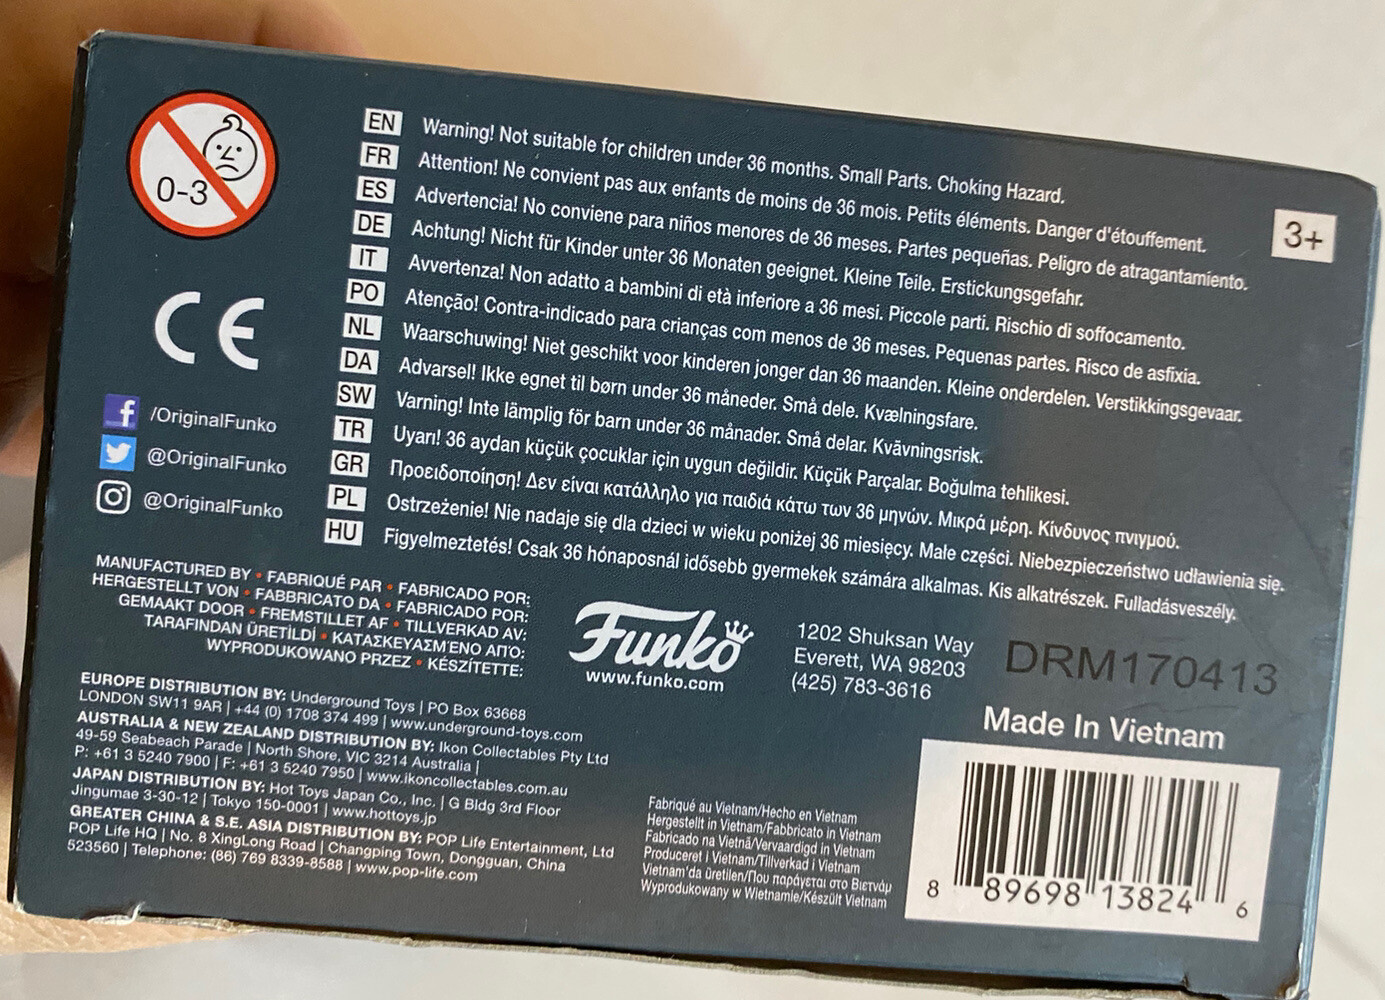 0-3
EN Warning! Not suitable for children under 36 months. Small Parts. Choking Hazard.
FR Attention! Ne convient pas aux enfants de moins de 36 mois. Petits éléments. Danger d'étouffement.
ES Advertencia! No conviene para niños menores de 36 meses. Partes pequeñas. Peligro de atragantamiento.
DE Achtung! Nicht für Kinder unter 36 Monaten geeignet. Kleine Teile. Erstickungsgefahr.
IT Avvertenza! Non adatto a bambini di età inferiore a 36 mesi. Piccole parti. Rischio di soffocamento.
PO Atenção! Contra-indicado para crianças com menos de 36 meses. Pequenas partes. Risco de asfixia.
NL Waarschuwing! Niet geschikt voor kinderen jonger dan 36 maanden. Kleine onderdelen. Verstikkingsgevaar.
DA Advarsel! Ikke egnet til børn under 36 måneder. Små dele. Kvælningsfare.
SW Varning! Inte lämplig för barn under 36 månader. Små delar. Kvävningsrisk.
TR Uyarı! 36 aydan küçük çocuklar için uygun değildir. Küçük Parçalar. Boğulma tehlikesi.
GR Προειδοποίηση! Δεν είναι κατάλληλο για παιδιά κάτω των 36 μηνών. Μικρά μέρη. Κίνδυνος πνιγμού.
PL Ostrzeżenie! Nie nadaje się dla dzieci w wieku poniżej 36 miesięcy. Małe części. Niebezpieczeństwo udławienia się.
HU Figyelmeztetés! Csak 36 hónaposnál idősebb gyermekek számára alkalmas. Kis alkatrészek. Fulladásveszély.
3+
CE
/OriginalFunko
@OriginalFunko
@OriginalFunko
MANUFACTURED BY • FABRIQUÉ PAR • FABRICADO POR:
HERGESTELLT VON • FABBRICATO DA • FABRICADO POR:
GEMAAKT DOOR • FREMSTILLET AF • TILLVERKAD AV:
TARAFINDAN ÜRETİLDİ • ΚΑΤΑΣΚΕΥΑΣΜΈΝΟ ΑΠΌ:
WYPRODUKOWANO PRZEZ • KÉSZÍTETTE:
Funko
www.funko.com
1202 Shuksan Way
Everett, WA 98203
(425) 783-3616
DRM170413
Made In Vietnam
EUROPE DISTRIBUTION BY: Underground Toys | PO Box 63668
LONDON SW11 9AR | +44 (0) 1708 374 499 | www.underground-toys.com
AUSTRALIA & NEW ZEALAND DISTRIBUTION BY: Ikon Collectables Pty Ltd
49-59 Seabeach Parade | North Shore, VIC 3214 Australia |
P: +61 3 5240 7900 | F: +61 3 5240 7950 | www.ikoncollectables.com.au
JAPAN DISTRIBUTION BY: Hot Toys Japan Co., Inc. | G Bldg 3rd Floor
Jingumae 3-30-12 | Tokyo 150-0001 | www.hottoys.jp
GREATER CHINA & S.E. ASIA DISTRIBUTION BY: POP Life Entertainment, Ltd
POP Life HQ | No. 8 XingLong Road | Changping Town, Dongguan, China
523560 | Telephone: (86) 769 8339-8588 | www.pop-life.com
Fabriqué au Vietnam/Hecho en Vietnam
Hergestellt in Vietnam/Fabbricato in Vietnam
Fabricado na Vietnã/Vervaardigd in Vietnam
Produceret i Vietnam/Tillverkad i Vietnam
Vietnam'da üretilen/Που παράγεται στο Βιετνάμ
Wyprodukowany w Wietnamie/Készült Vietnam
8 89698 13824 6